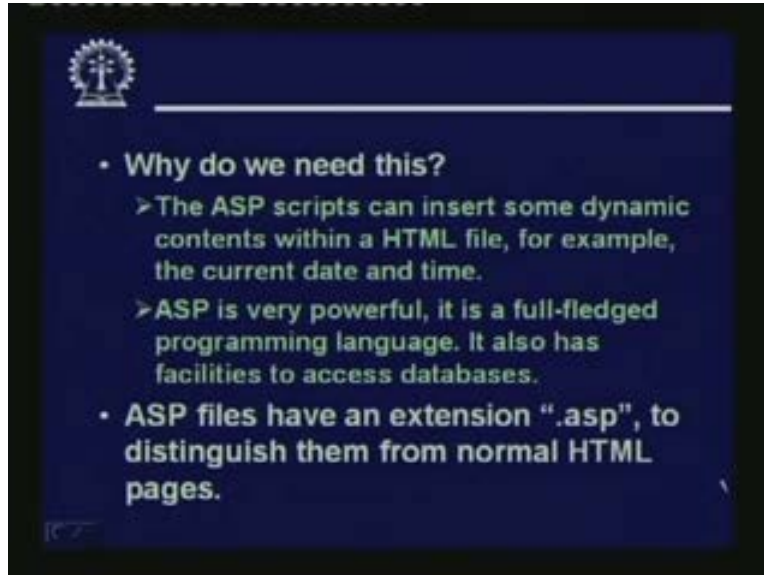 • Why do we need this?
➢The ASP scripts can insert some dynamic
contents within a HTML file, for example,
the current date and time.
➢ASP is very powerful, it is a full-fledged
programming language. It also has
facilities to access databases.
• ASP files have an extension “.asp”, to
distinguish them from normal HTML
pages.